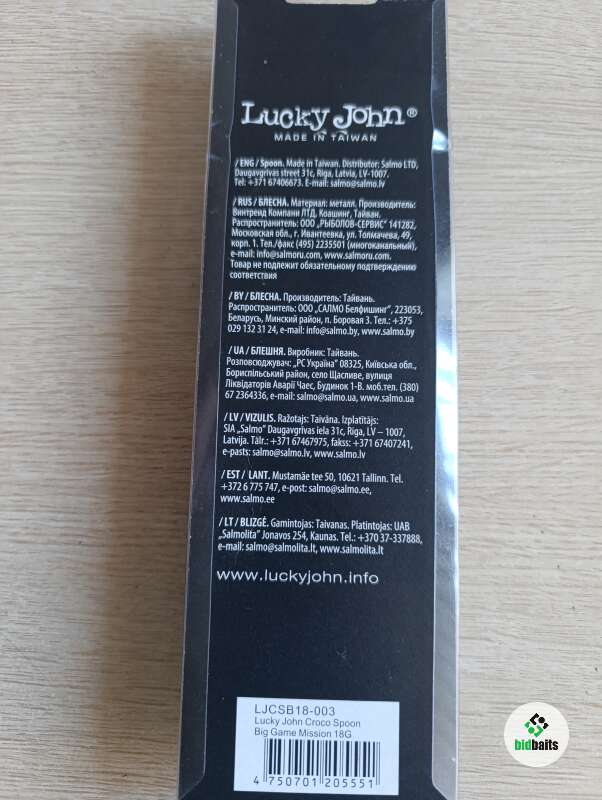 Lucky John®
MADE IN TAIWAN
/ ENG / Spoon. Made in Taiwan. Distributor: Salmo LTD,
Daugavgrivas street 31c, Riga, Latvia, LV-1007.
Tel: +371 67406673. E-mail: salmo@salmo.lv
/ RUS / БЛЕСНА. Материал: металл. Производитель:
Винтренд Компани ЛТД, Коашинг, Тайван.
Распространитель: ООО „РЫБОЛОВ-СЕРВИС" 141282,
Московская обл., г. Ивантеевка, ул. Толмачева, 49,
корп. 1. Тел./факс (495) 2235501 (многоканальный),
e-mail: info@salmoru.com, www.salmoru.com.
Товар не подлежит обязательному подтверждению
соответствия
/ BY / БЛЕСНА. Производитель: Тайвань.
Распространитель: ООО „САЛМО Белфишинг", 223053,
Беларусь, Минский район, п. Боровая 3. Тел.: +375
029 132 31 24, e-mail: info@salmo.by, www.salmo.by
/ UA / БЛЕШНЯ. Виробник: Тайвань.
Розповсюджувач: „РС Україна" 08325, Київська обл.,
Бориспільський район, село Щасливе, вулиця
Ліквідаторів Аварії Чаес, Будинок 1-В. моб.тел. (380)
67 2364336, e-mail: salmo@salmo.ua, www.salmo.ua
/ LV / VIZULIS. Ražotajs: Taivāna. Izplatītājs:
SIA „Salmo" Daugavgrivas iela 31c, Riga, LV – 1007,
Latvija. Tālr.: +371 67467975, fakss: +371 67407241,
e-pasts: salmo@salmo.lv, www.salmo.lv
/ EST / LANT. Mustamäe tee 50, 10621 Tallinn. Tel.
+372 6 775 747, e-post: salmo@salmo.ee,
www.salmo.ee
/ LT / BLIZGĖ. Gamintojas: Taivanas. Platintojas: UAB
„Salmolita" Jonavos 254, Kaunas. Tel.: +370 37-337888,
e-mail: salmo@salmolita.lt, www.salmolita.lt
www.luckyjohn.info
LJCSB18-003
Lucky John Croco Spoon
Big Game Mission 18G
4 750701 205551
bidbaits